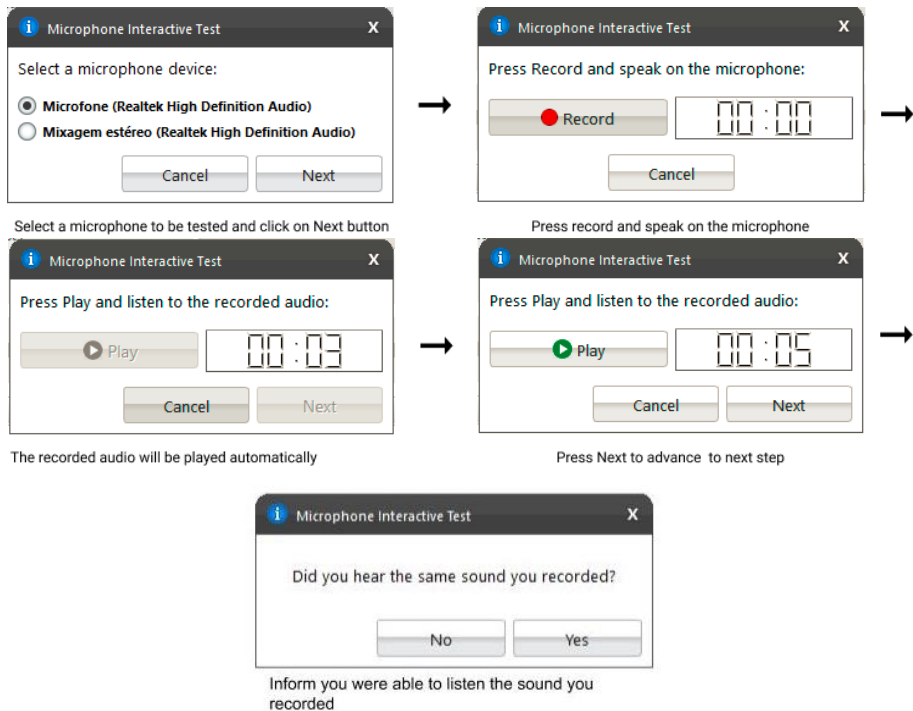 Microphone Interactive Test X
Select a microphone device:
Microfone (Realtek High Definition Audio)
Mixagem estéreo (Realtek High Definition Audio)
Cancel Next
Select a microphone to be tested and click on Next button
Microphone Interactive Test X
Press Record and speak on the microphone:
Record 00:00
Cancel
Press record and speak on the microphone
Microphone Interactive Test X
Press Play and listen to the recorded audio:
Play 00:03
Cancel Next
The recorded audio will be played automatically
Microphone Interactive Test X
Press Play and listen to the recorded audio:
Play 00:05
Cancel Next
Press Next to advance to next step
Microphone Interactive Test X
Did you hear the same sound you recorded?
No Yes
Inform you were able to listen the sound you
recorded